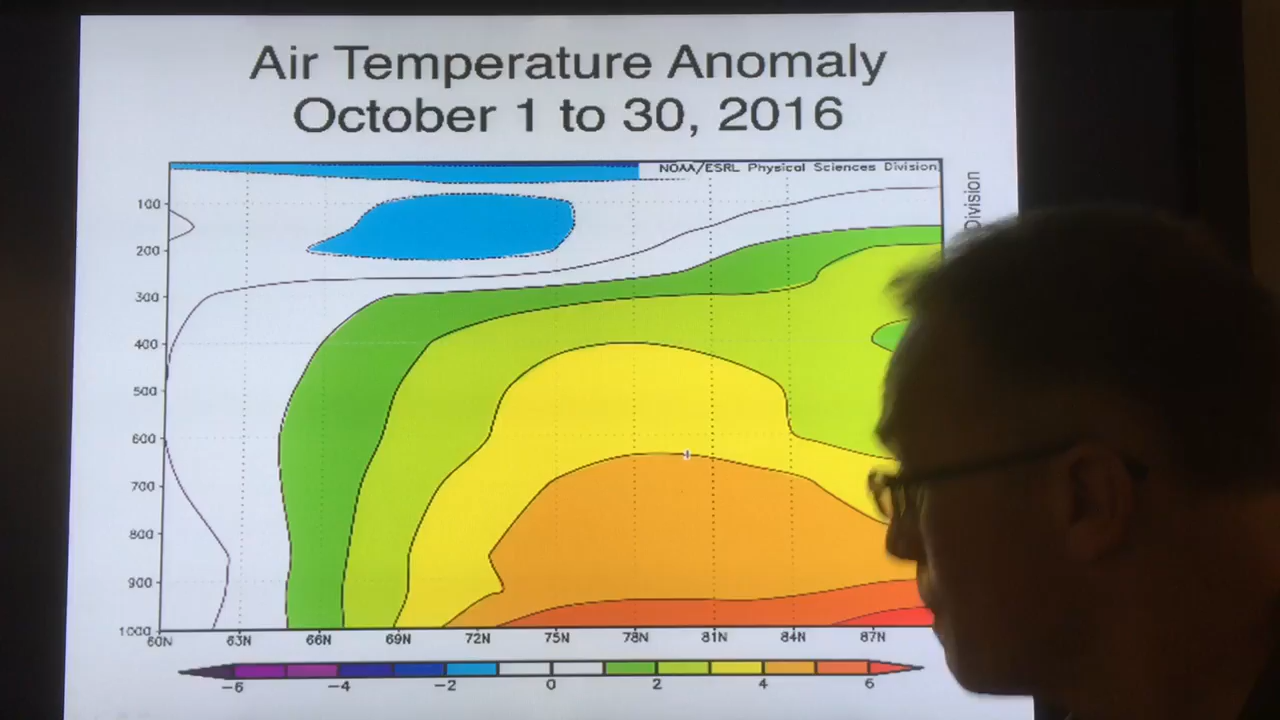 Air Temperature Anomaly
October 1 to 30, 2016
NOAA/ESRL Physical Sciences Division
Division
100
200
300
400
500
600
700
800
900
1000
60N 63N 66N 69N 72N 75N 78N 81N 84N 87N
-6 -4 -2 0 2 4 6